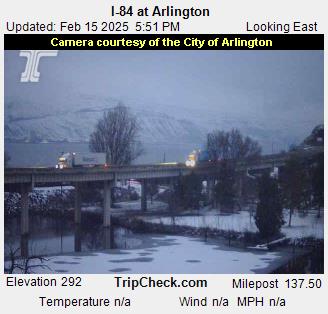 I-84 at Arlington
Updated: Feb 15 2025 5:51 PM Looking East
Camera courtesy of the City of Arlington
Elevation 292 TripCheck.com Milepost 137.50
Temperature n/a Wind n/a MPH n/a